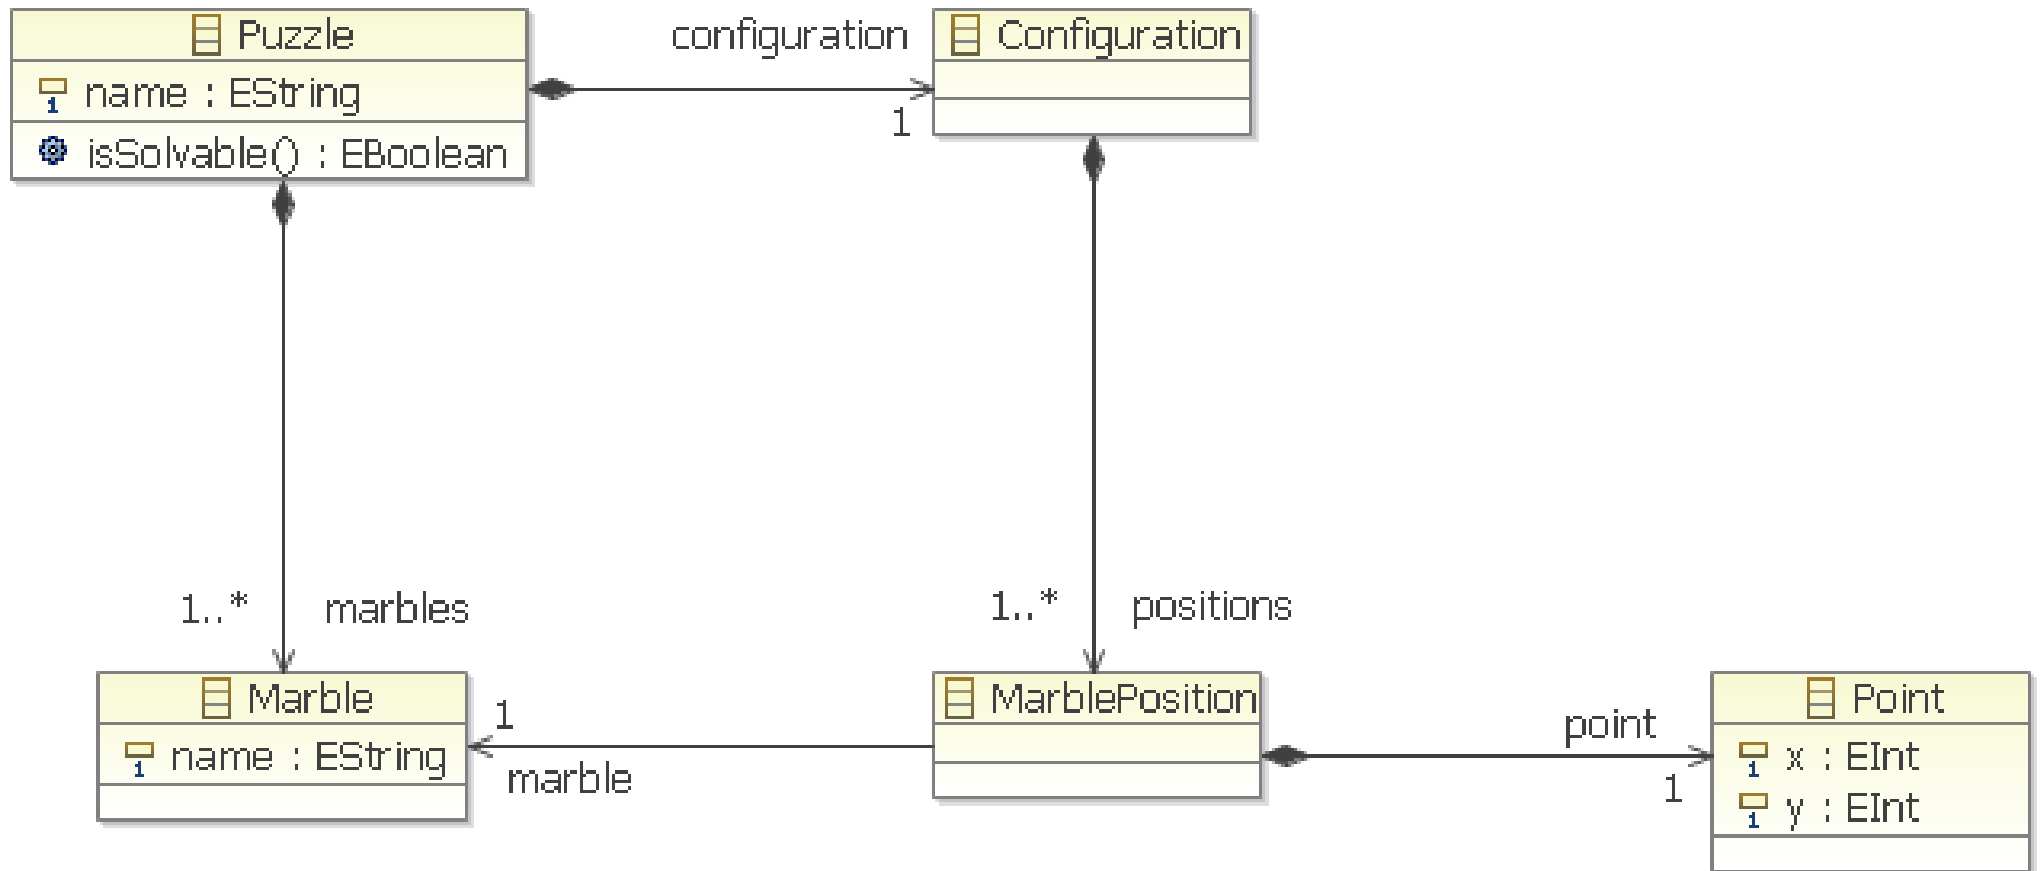 Puzzle
name : EString
isSolvable() : EBoolean
configuration
1
Configuration
1..*
marbles
1..*
positions
Marble
name : EString
1
marble
MarblePosition
point
1
Point
x : EInt
y : EInt